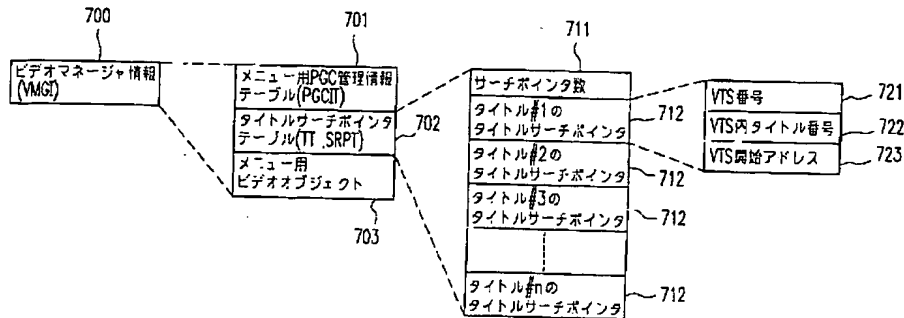 700
ビデオマネージャ情報
(VMGI)
701
メニュー用PGC管理情報
テーブル(PGCIT)
タイトルサーチポインタ
テーブル(TT_SRPT)
702
メニュー用
ビデオオブジェクト
703
711
サーチポインタ数
タイトル#1の
タイトルサーチポインタ
712
タイトル#2の
タイトルサーチポインタ
712
タイトル#3の
タイトルサーチポインタ
712
タイトル#nの
タイトルサーチポインタ
712
VTS番号
721
VTS内タイトル番号
722
VTS開始アドレス
723